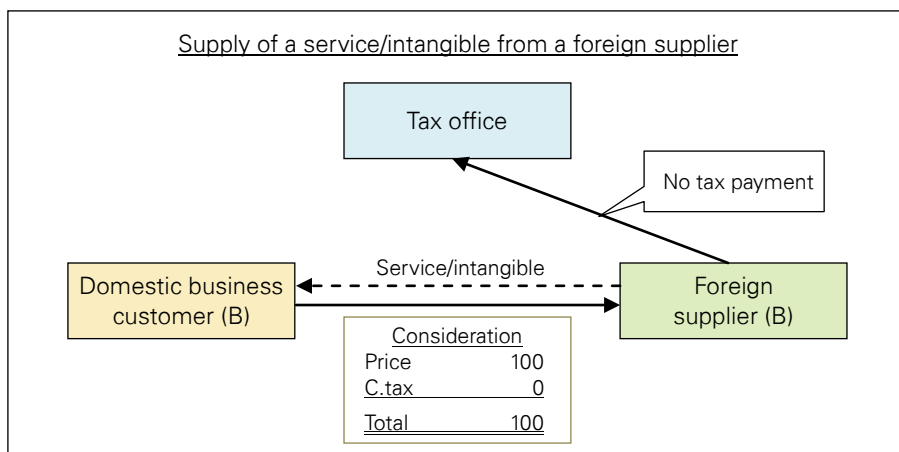 Supply of a service/intangible from a foreign supplier
Tax office
No tax payment
Service/intangible
Domestic business
customer (B)
Foreign
supplier (B)
Consideration
Price 100
C.tax 0
Total 100